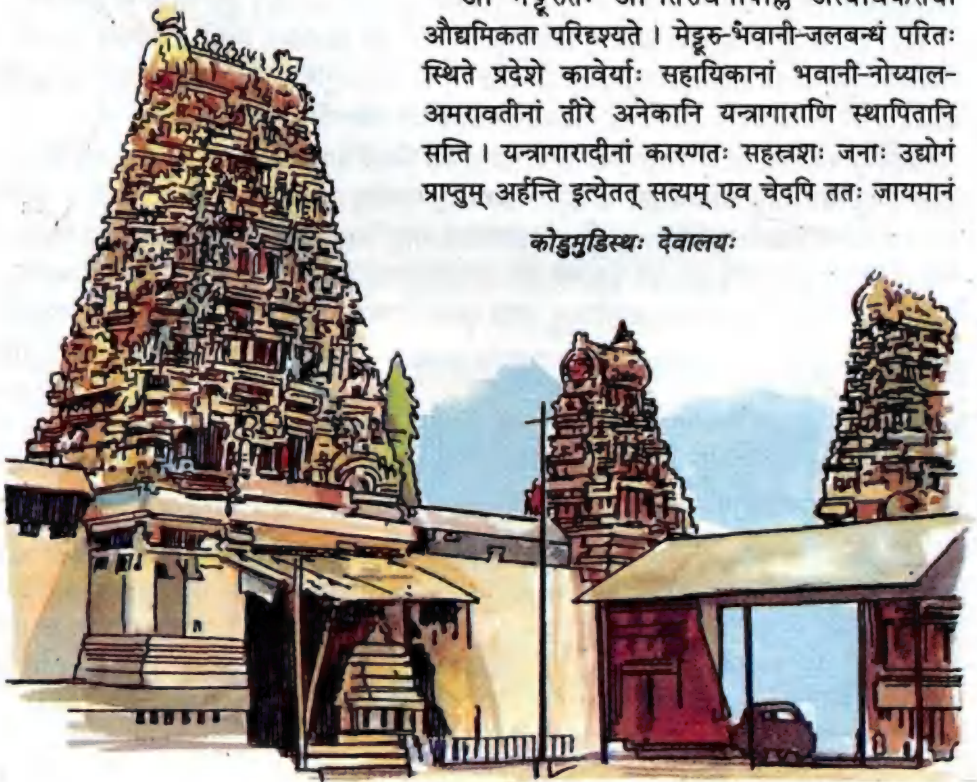 औद्यमिकता परिदृश्यते । मेट्टूरु-भवानी-जलबन्धं परितः
स्थिते प्रदेशे कावेर्याः सहायिकानां भवानी-नोय्याल-
अमरावतीनां तीरे अनेकानि यन्त्रागाराणि स्थापितानि
सन्ति । यन्त्रागारादीनां कारणतः सहस्रशः जनाः उद्योगं
प्राप्तुम् अर्हन्ति इत्येतत् सत्यम् एव चेदपि ततः जायमानं
कोडुमुडिस्थः देवालयः